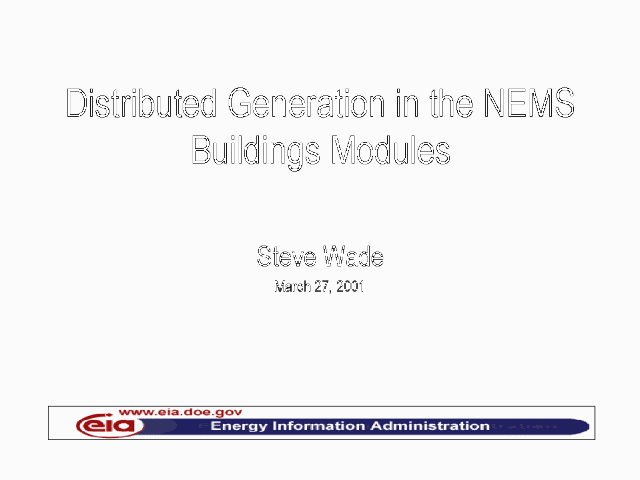 Distributed Generation in the NEMS
Buildings Modules
Steve Wade
March 27, 2001
www.eia.doe.gov
eia
Energy Information Administration